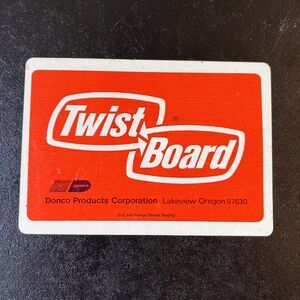 Twist
Board
®
Donco Products Corporation Lakeview Oregon 97630
U.S. and Foreign Patents Pending